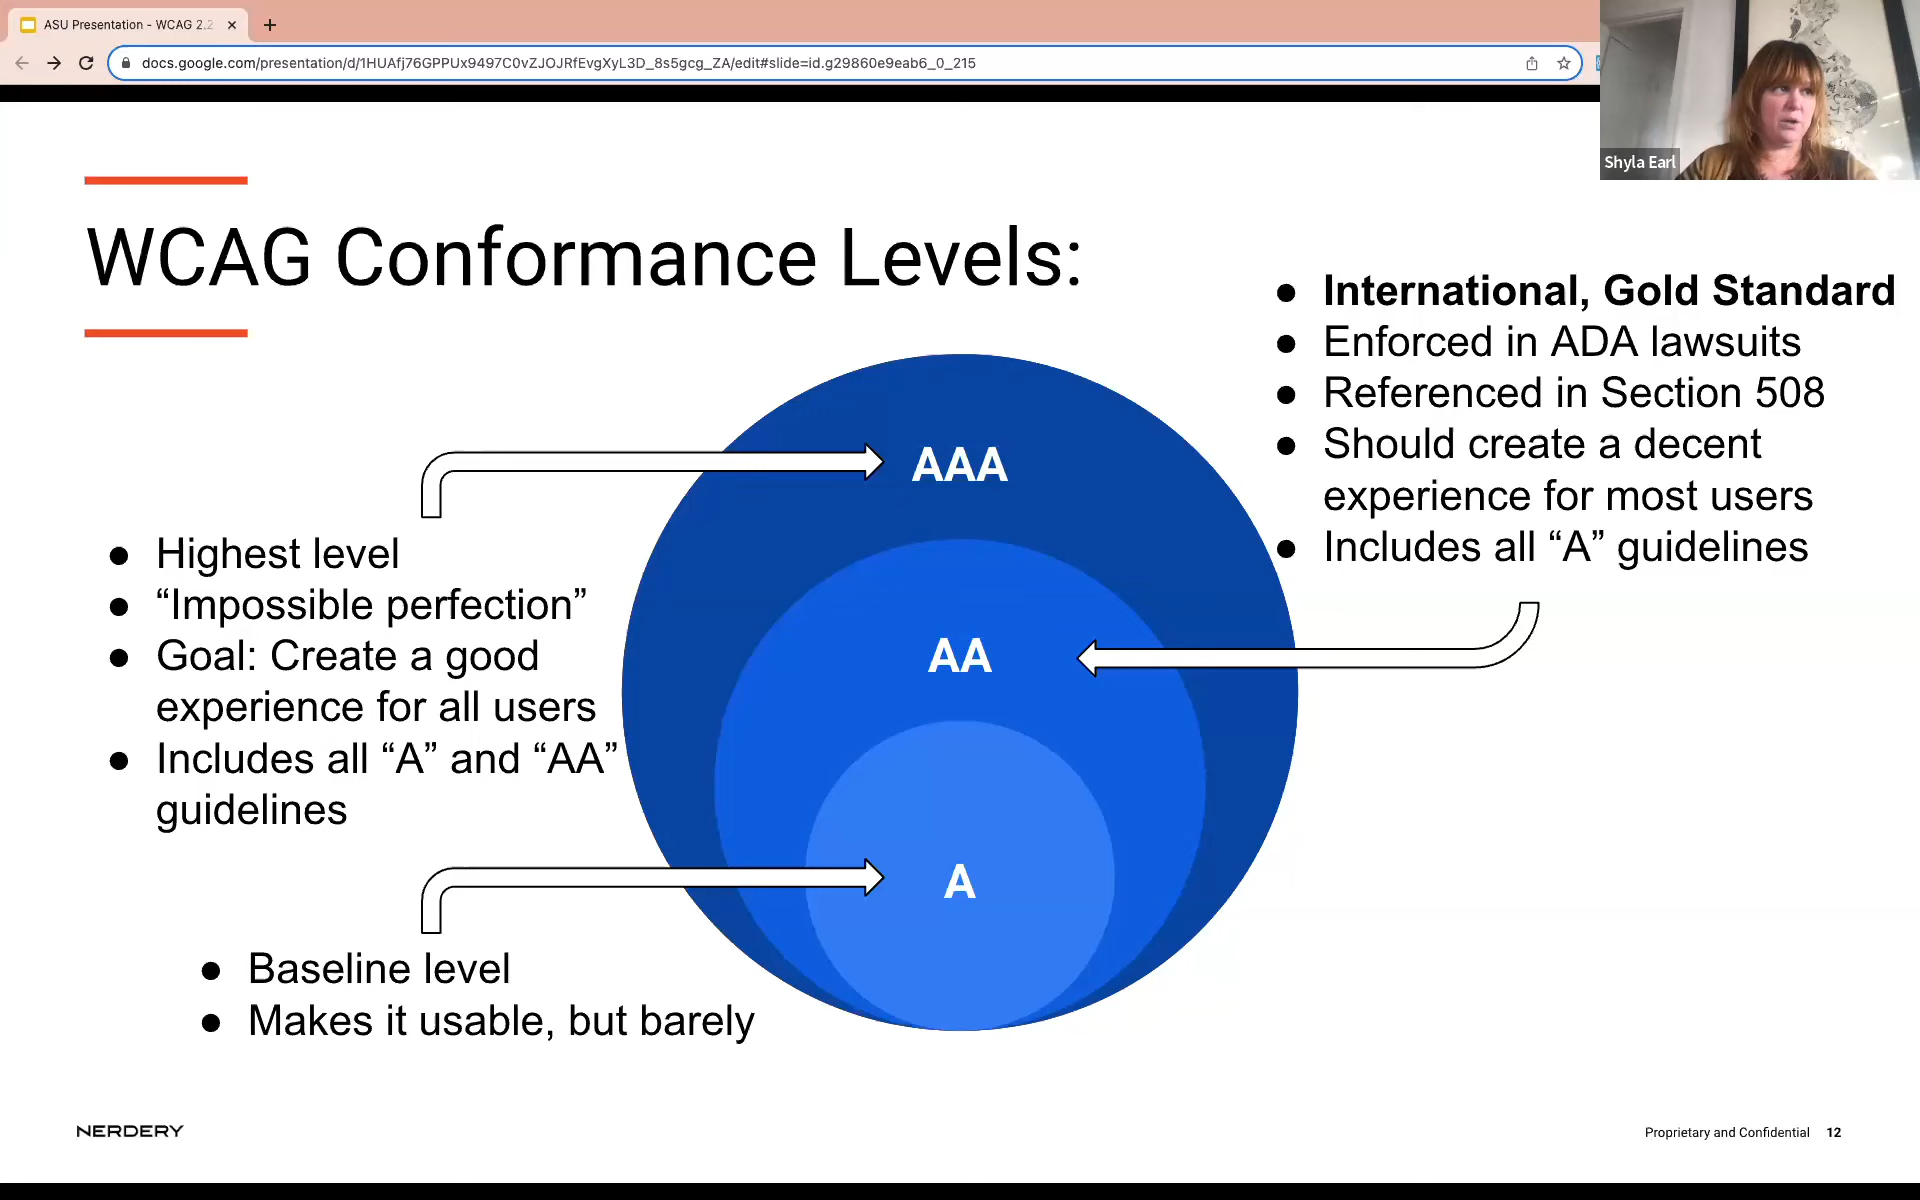 ASU Presentation - WCAG 2.2
docs.google.com/presentation/d/1HUAfj76GPPUx9497C0vZJOJRfEvgXyL3D_8s5gcg_ZA/edit#slide=id.g29860e9eab6_0_215
Shyla Earl
WCAG Conformance Levels:
● International, Gold Standard
● Enforced in ADA lawsuits
● Referenced in Section 508
● Should create a decent
experience for most users
● Includes all “A” guidelines
AAA
● Highest level
● “Impossible perfection”
● Goal: Create a good
experience for all users
● Includes all “A” and “AA”
guidelines
AA
A
● Baseline level
● Makes it usable, but barely
NERDERY
Proprietary and Confidential 12